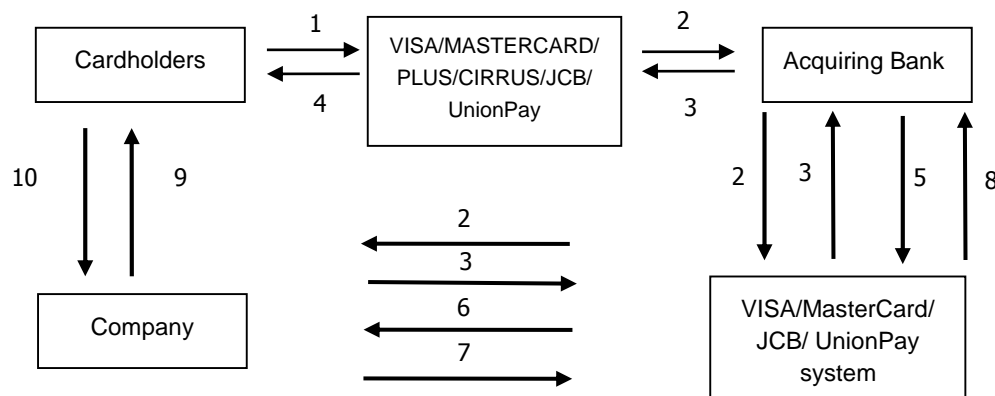 1
2
Cardholders
VISA/MASTERCARD/
PLUS/CIRRUS/JCB/
UnionPay
Acquiring Bank
4
3
10
9
2
3
5
8
2
3
6
7
Company
VISA/MasterCard/
JCB/ UnionPay
system